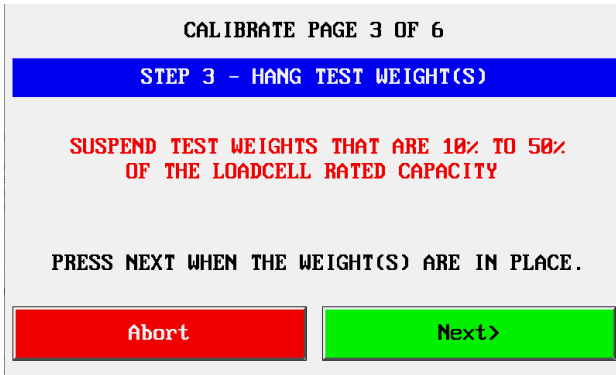 CALIBRATE PAGE 3 OF 6
STEP 3 - HANG TEST WEIGHT(S)
SUSPEND TEST WEIGHTS THAT ARE 10% TO 50%
OF THE LOADCELL RATED CAPACITY
PRESS NEXT WHEN THE WEIGHT(S) ARE IN PLACE.
Abort
Next>